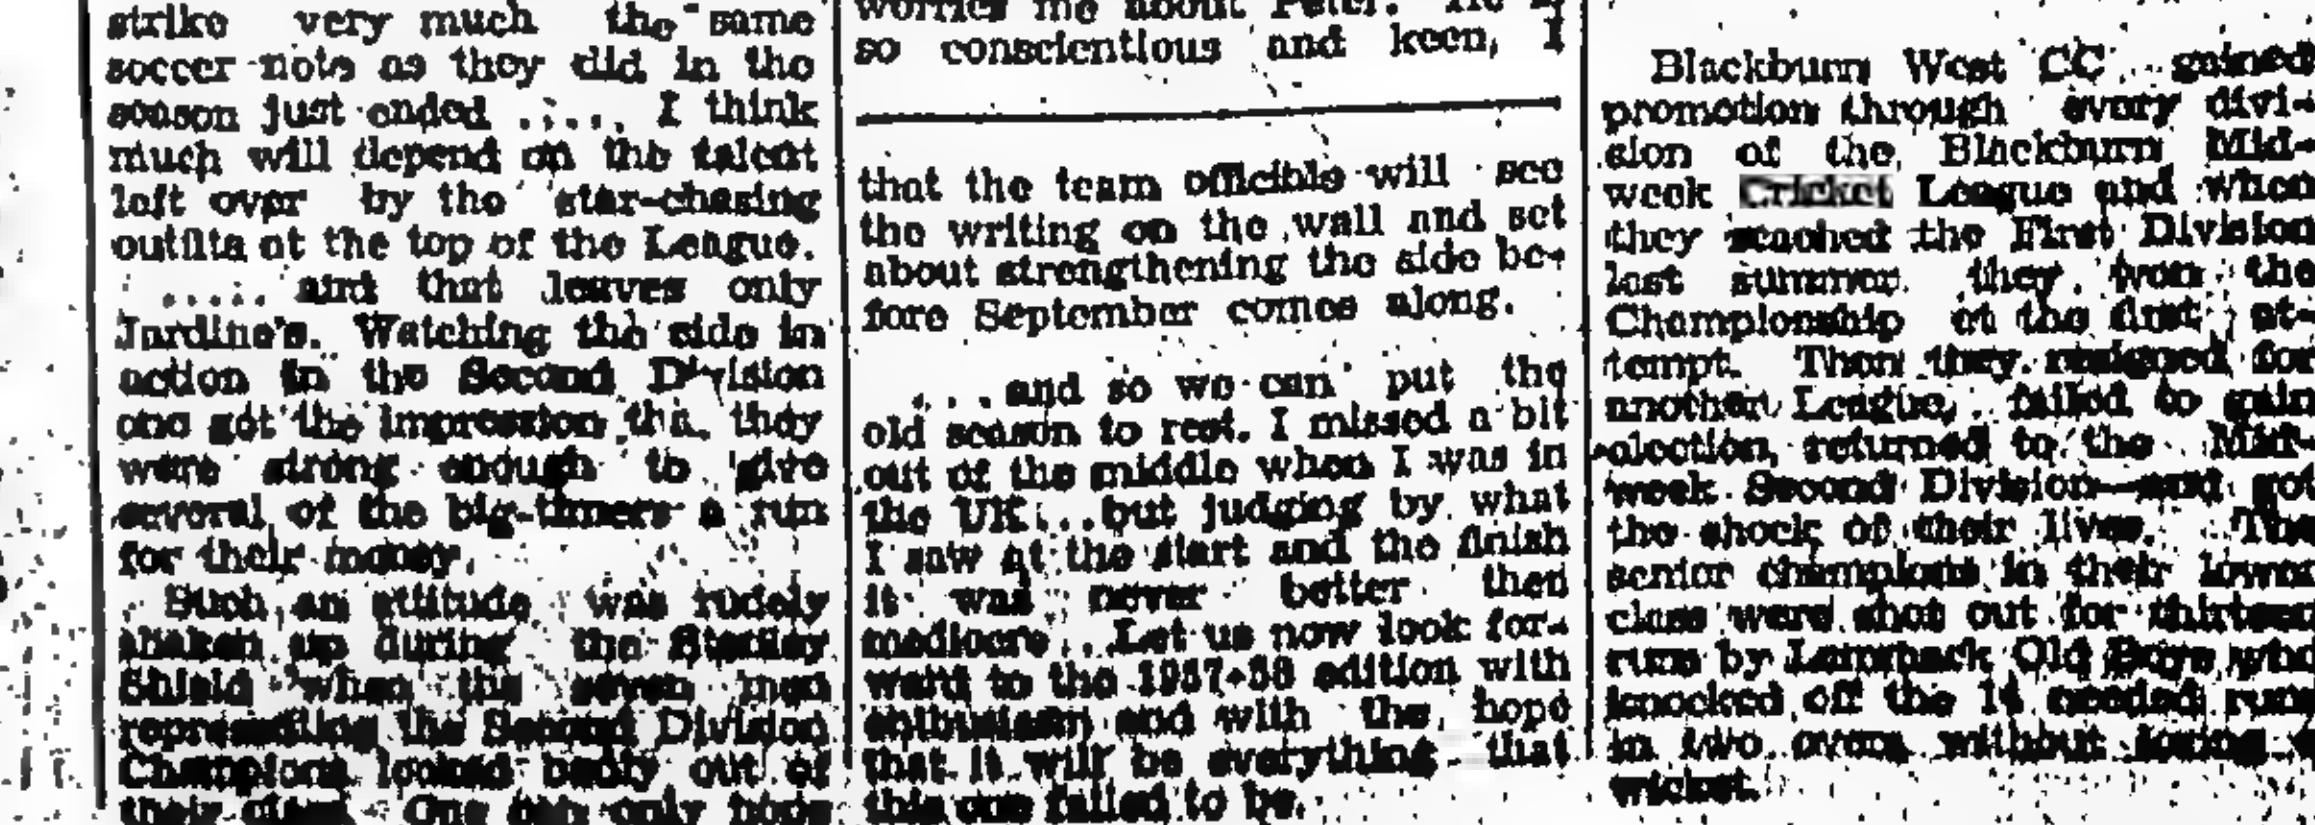 strike very much the same
soccer note as they did in the
season just ended ..... I think
much will depend on the talent
left over by the star-chasing
outfits at the top of the League.
..... and that leaves only
Jardine's. Watching the side in
action in the Second Division
one got the impression tha. they
were strong enough to give
several of the big-timers a run
for their money.
Such an attitude was rudely
shaken up during the Stanley
Shield when the seven men
representing the Second Division
Champions looked badly out of
their class. One can only hope
worries me about Peter. He
so conscientious and keen, I
that the team officible will see
the writing on the wall and set
about strengthening the side be-
fore September comes along.
...and so we can put the
old season to rest. I missed a bit
out of the middle when I was in
the UK...but judging by what
I saw at the start and the finish
it was never better then
mediocre... Let us now look for-
ward to the 1957-58 edition with
enthusiasm and with the hope
that it will be everything that
this one failed to be.
Blackburn West CC gained
promotion through every divi-
sion of the Blackburn Mid-
week Cricket League and when
they reached the First Division
last summer they won the
Championship at the first at-
tempt. Then they resigned for
another League, failed to gain
election, returned to the Mid-
week Second Division—and got
the shock of their lives. The
senior champions in their lower
class were shot out for thirteen
runs by Lammack Old Boys who
knocked off the 14 needed runs
in two overs without losing a
wicket.